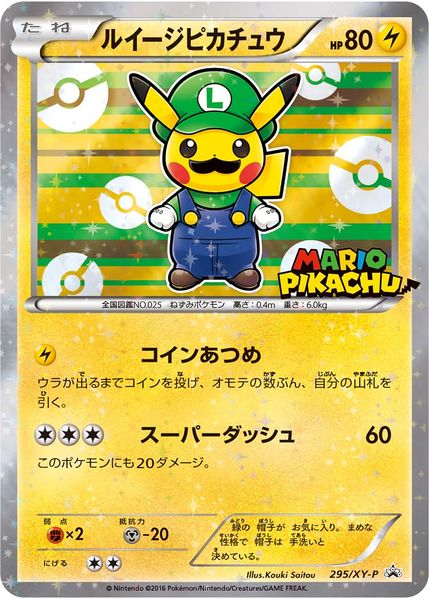 たね ルイージピカチュウ HP80
L
MARIO
PIKACHU
全国図鑑NO.025 ねずみポケモン 高さ:0.4m 重さ:6.0kg
コインあつめ
ウラが出るまでコインを投げ、オモテの数ぶん、自分の山札を
引く。
スーパーダッシュ 60
このポケモンにも20ダメージ。
弱点 抵抗力
×2 -20
にげる
緑の帽子がお気に入り。まめな
性格で帽子は手洗いと
決めている。
Illus.Kouki Saitou 295/XY-P
© Nintendo ©2016 Pokémon/Nintendo/Creatures/GAME FREAK.